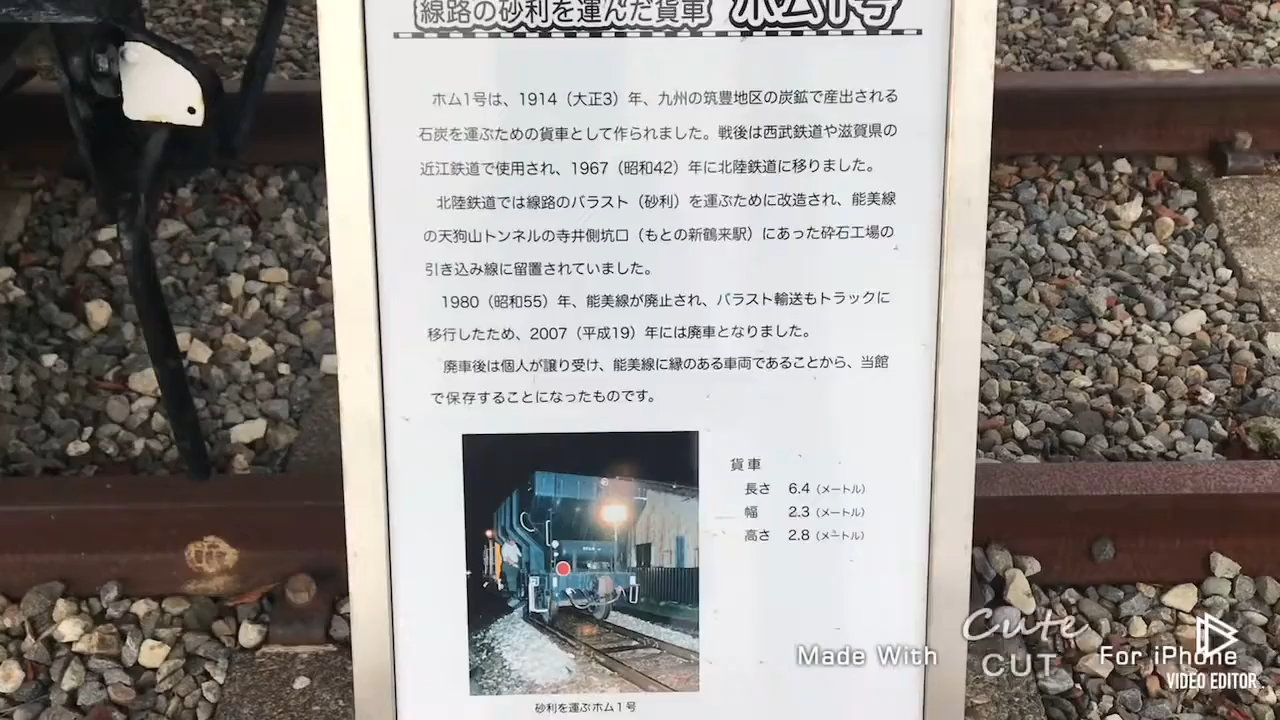 線路の砂利を運んだ貨車 ホム1号
ホム1号は、1914（大正3）年、九州の筑豊地区の炭鉱で産出される
石炭を運ぶための貨車として作られました。戦後は西武鉄道や滋賀県の
近江鉄道で使用され、1967（昭和42）年に北陸鉄道に移りました。
北陸鉄道では線路のバラスト（砂利）を運ぶために改造され、能美線
の天狗山トンネルの寺井側坑口（もとの新鶴来駅）にあった砕石工場の
引き込み線に留置されていました。
1980（昭和55）年、能美線が廃止され、バラスト輸送もトラックに
移行したため、2007（平成19）年には廃車となりました。
廃車後は個人が譲り受け、能美線に縁のある車両であることから、当館
で保存することになったものです。
貨車
長さ 6.4（メートル）
幅 2.3（メートル）
高さ 2.8（メートル）
砂利を運ぶホム1号
Made With Cute CUT For iPhone
VIDEO EDITOR